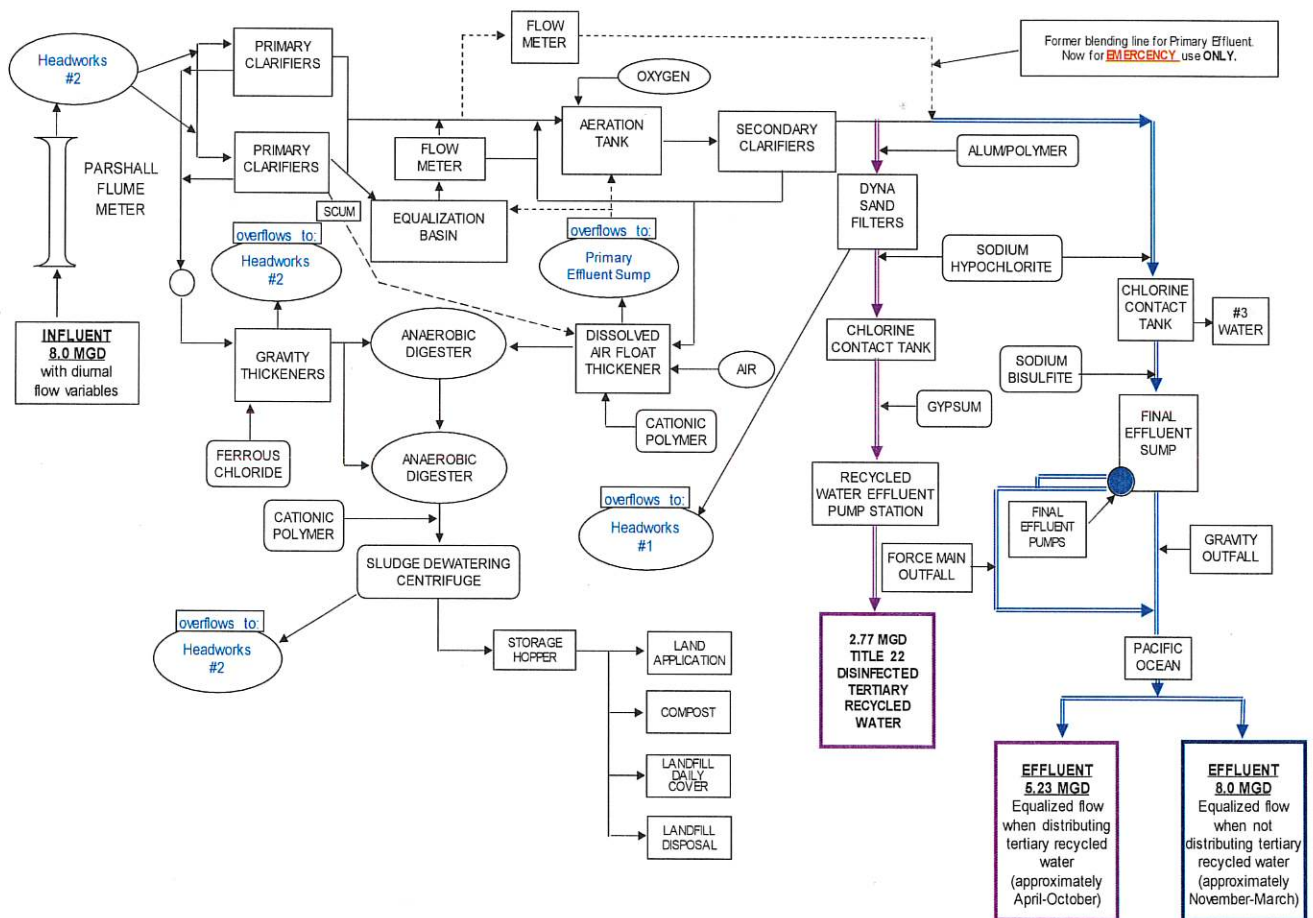 FLOW
METER
Former blending line for Primary Effluent.
Now for EMERGENCY use ONLY.
Headworks
#2
PRIMARY
CLARIFIERS
OXYGEN
AERATION
TANK
SECONDARY
CLARIFIERS
ALUM/POLYMER
PRIMARY
CLARIFIERS
FLOW
METER
PARSHALL
FLUME
METER
SCUM
EQUALIZATION
BASIN
DYNA
SAND
FILTERS
overflows to:
Headworks
#2
overflows to:
Primary
Effluent Sump
SODIUM
HYPOCHLORITE
CHLORINE
CONTACT
TANK
#3
WATER
INFLUENT
8.0 MGD
with diurnal
flow variables
GRAVITY
THICKENERS
ANAEROBIC
DIGESTER
DISSOLVED
AIR FLOAT
THICKENER
AIR
CHLORINE
CONTACT TANK
SODIUM
BISULFITE
GYPSUM
FERROUS
CHLORIDE
CATIONIC
POLYMER
FINAL
EFFLUENT
SUMP
ANAEROBIC
DIGESTER
RECYCLED
WATER EFFLUENT
PUMP STATION
CATIONIC
POLYMER
overflows to:
Headworks
#1
FINAL
EFFLUENT
PUMPS
GRAVITY
OUTFALL
FORCE MAIN
OUTFALL
SLUDGE DEWATERING
CENTRIFUGE
overflows to:
Headworks
#2
STORAGE
HOPPER
LAND
APPLICATION
COMPOST
LANDFILL
DAILY
COVER
LANDFILL
DISPOSAL
2.77 MGD
TITLE 22
DISINFECTED
TERTIARY
RECYCLED
WATER
PACIFIC
OCEAN
EFFLUENT
5.23 MGD
Equalized flow
when distributing
tertiary recycled
water
(approximately
April-October)
EFFLUENT
8.0 MGD
Equalized flow
when not
distributing tertiary
recycled water
(approximately
November-March)